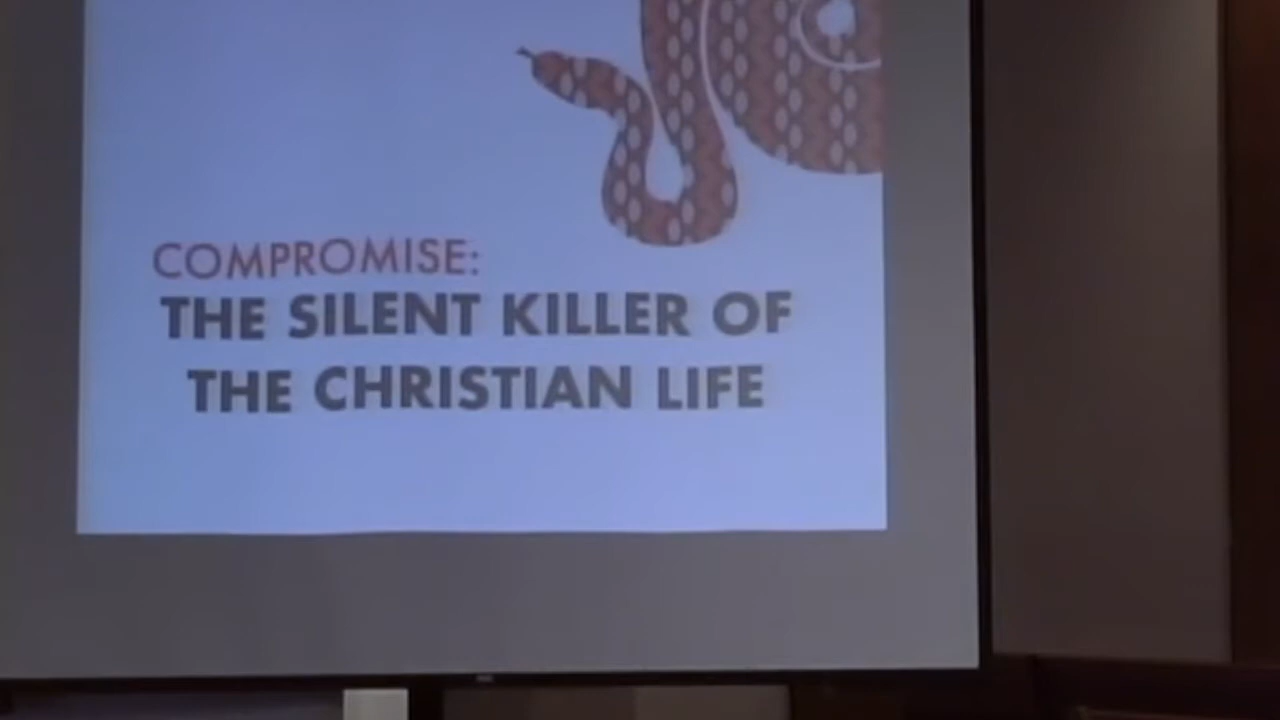 COMPROMISE:
THE SILENT KILLER OF
THE CHRISTIAN LIFE